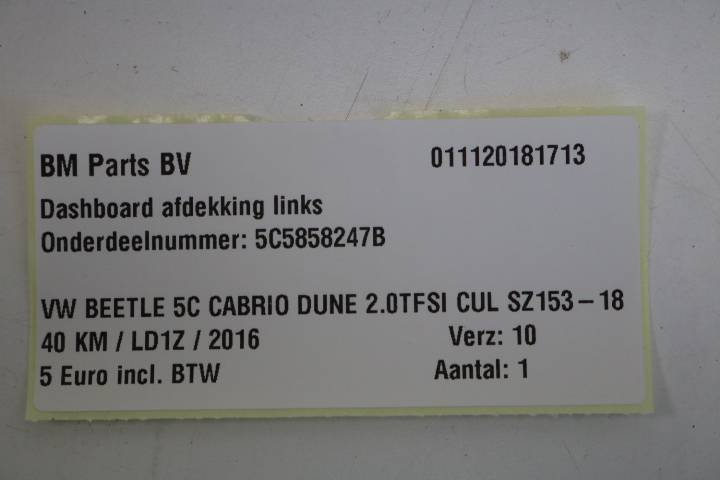 BM Parts BV 011120181713
Dashboard afdekking links
Onderdeelnummer: 5C5858247B
VW BEETLE 5C CABRIO DUNE 2.0TFSI CUL SZ153-18
40 KM / LD1Z / 2016 Verz: 10
5 Euro incl. BTW Aantal: 1